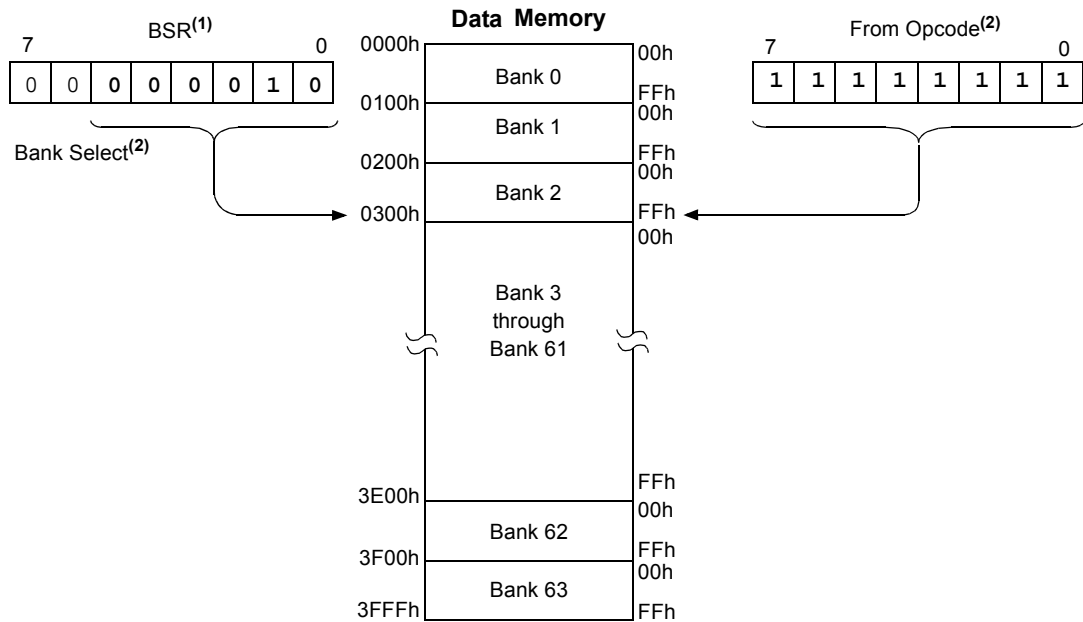 Data Memory
BSR(1)
7 0
0 0 0 0 0 0 1 0
Bank Select(2)
From Opcode(2)
7 0
1 1 1 1 1 1 1 1
0000h
00h
Bank 0
FFh
0100h
00h
Bank 1
FFh
0200h
00h
Bank 2
FFh
0300h
00h
Bank 3
through
Bank 61
FFh
3E00h
00h
Bank 62
FFh
3F00h
00h
Bank 63
3FFFh
FFh